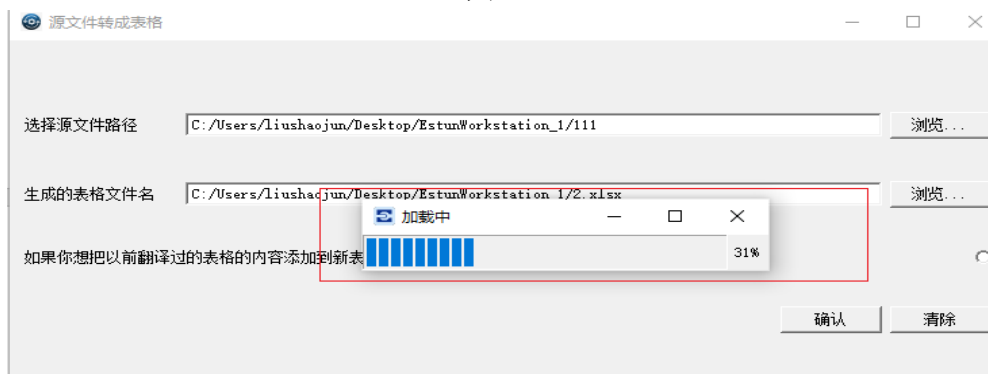 源文件转成表格
选择源文件路径 C:/Users/liushaojun/Desktop/EstunWorkstation_1/111 浏览...
生成的表格文件名 C:/Users/liushaojun/Desktop/EstunWorkstation_1/2.xlsx 浏览...
加载中
如果你想把以前翻译过的表格的内容添加到新表 31%
确认 清除